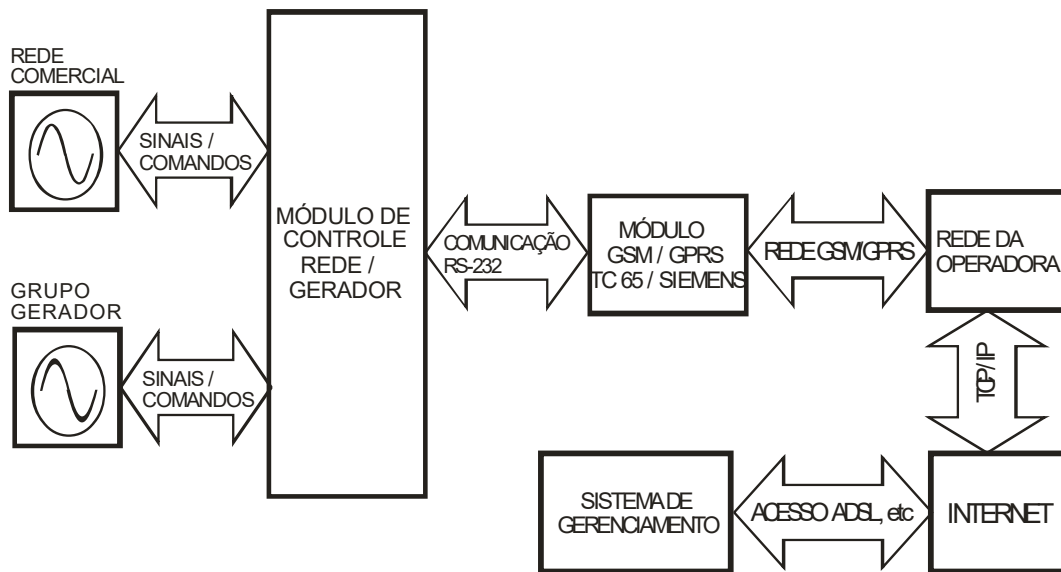 REDE
COMERCIAL
SINAIS /
COMANDOS
MÓDULO DE
CONTROLE
REDE /
GERADOR
COMUNICAÇÃO
RS-232
MÓDULO
GSM / GPRS
TC 65 / SIEMENS
REDE GSM/GPRS
REDE DA
OPERADORA
GRUPO
GERADOR
SINAIS /
COMANDOS
TCP/IP
SISTEMA DE
GERENCIAMENTO
ACESSO ADSL, etc
INTERNET